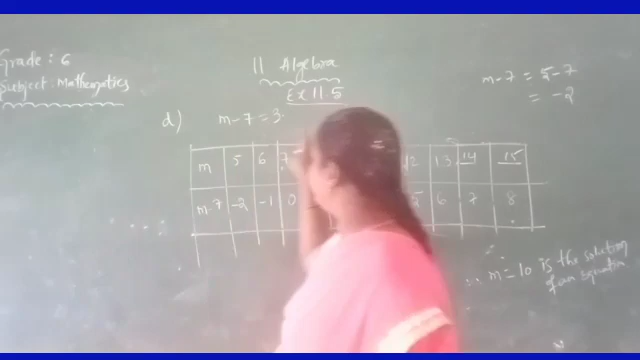 Grade : 6
Subject: Mathematics
11 Algebra
Ex 11.5
d) m-7 = 3.
m-7 = 5-7
= -2
m 5 6 7 12 13 14 15
m-7 -2 -1 0 5 6 7 8
∴ m = 10 is the solution
of an equation